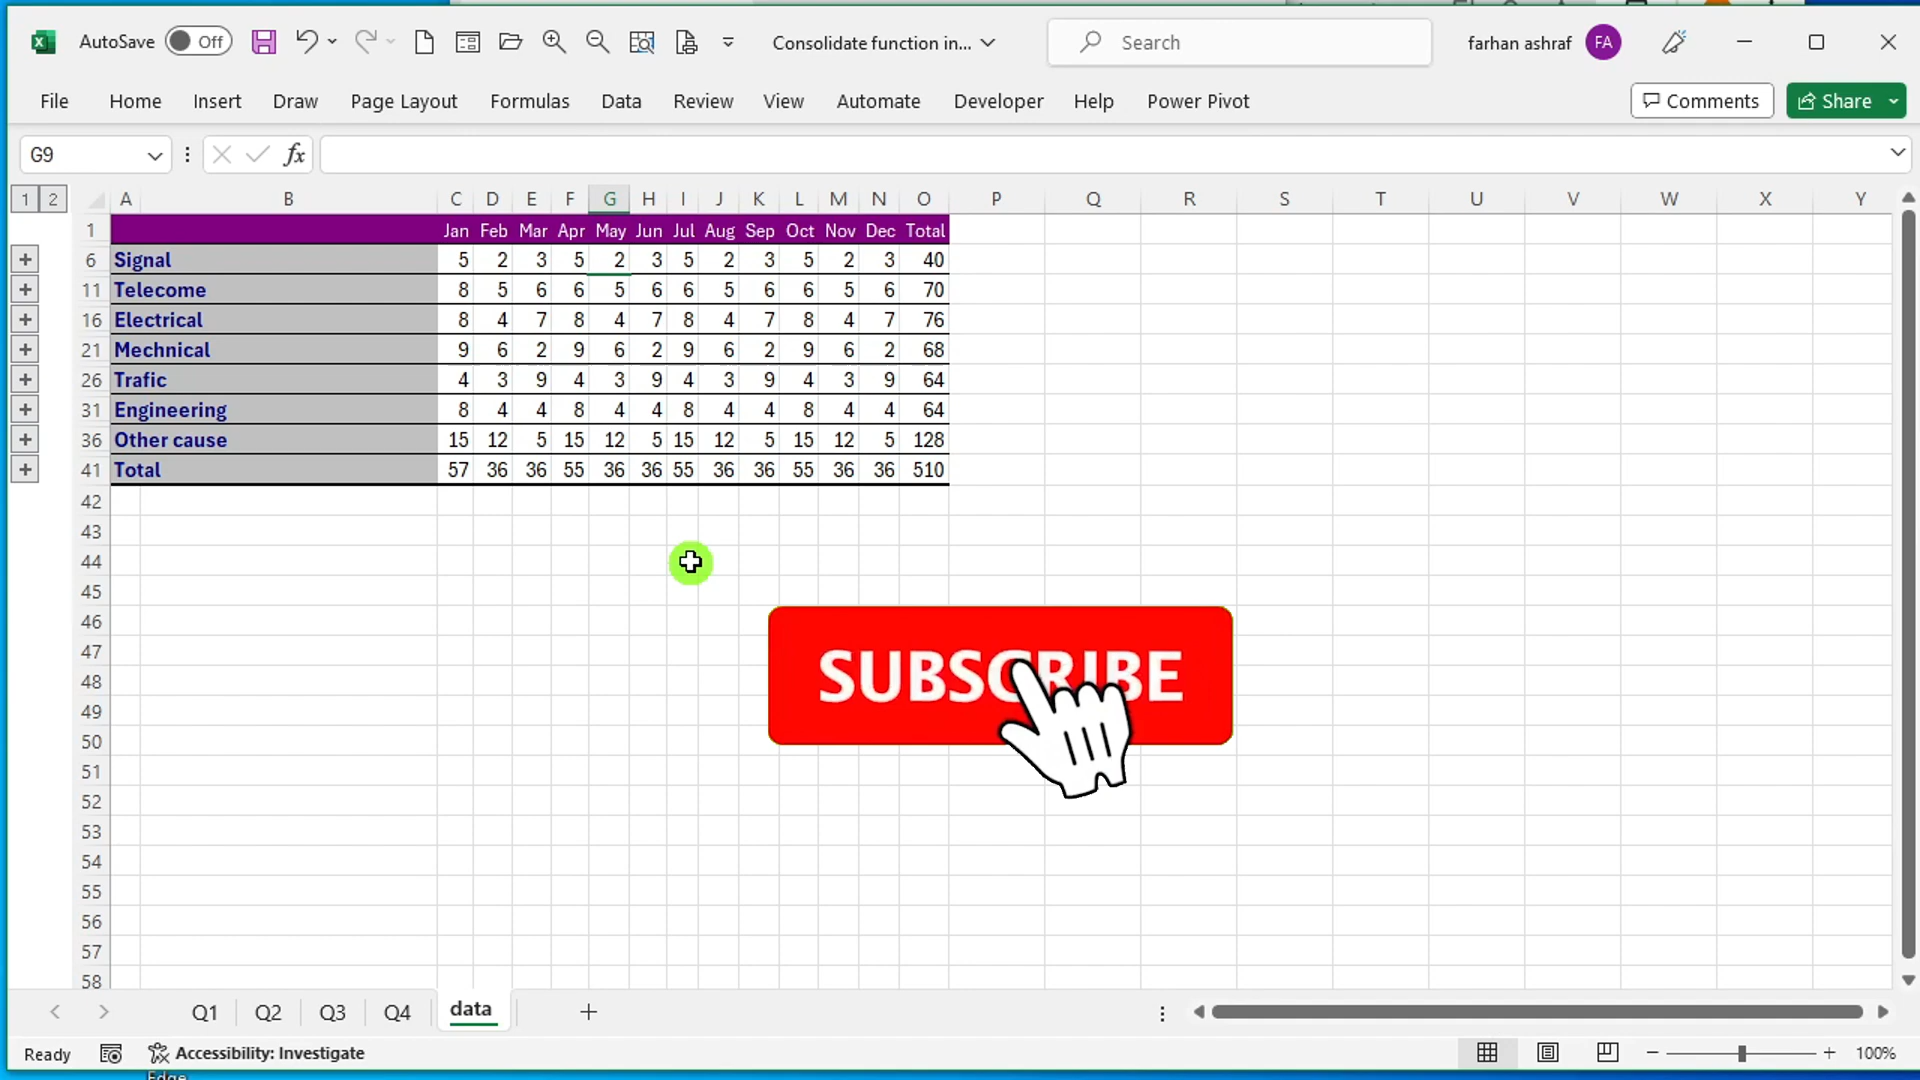 AutoSave Off Consolidate function in... Search farhan ashraf FA
File Home Insert Draw Page Layout Formulas Data Review View Automate Developer Help Power Pivot Comments Share
G9 fx
1 2 A B C D E F G H I J K L M N O P Q R S T U V W X Y
1 Jan Feb Mar Apr May Jun Jul Aug Sep Oct Nov Dec Total
6 Signal 5 2 3 5 2 3 5 2 3 5 2 3 40
11 Telecome 8 5 6 6 5 6 6 5 6 6 5 6 70
16 Electrical 8 4 7 8 4 7 8 4 7 8 4 7 76
21 Mechnical 9 6 2 9 6 2 9 6 2 9 6 2 68
26 Trafic 4 3 9 4 3 9 4 3 9 4 3 9 64
31 Engineering 8 4 4 8 4 4 8 4 4 8 4 4 64
36 Other cause 15 12 5 15 12 5 15 12 5 15 12 5 128
41 Total 57 36 36 55 36 36 55 36 36 55 36 36 510
42
43
44
45
46
47
48
SUBSCRIBE
49
50
51
52
53
54
55
56
57
58
Q1 Q2 Q3 Q4 data
Ready Accessibility: Investigate 100%
Edge